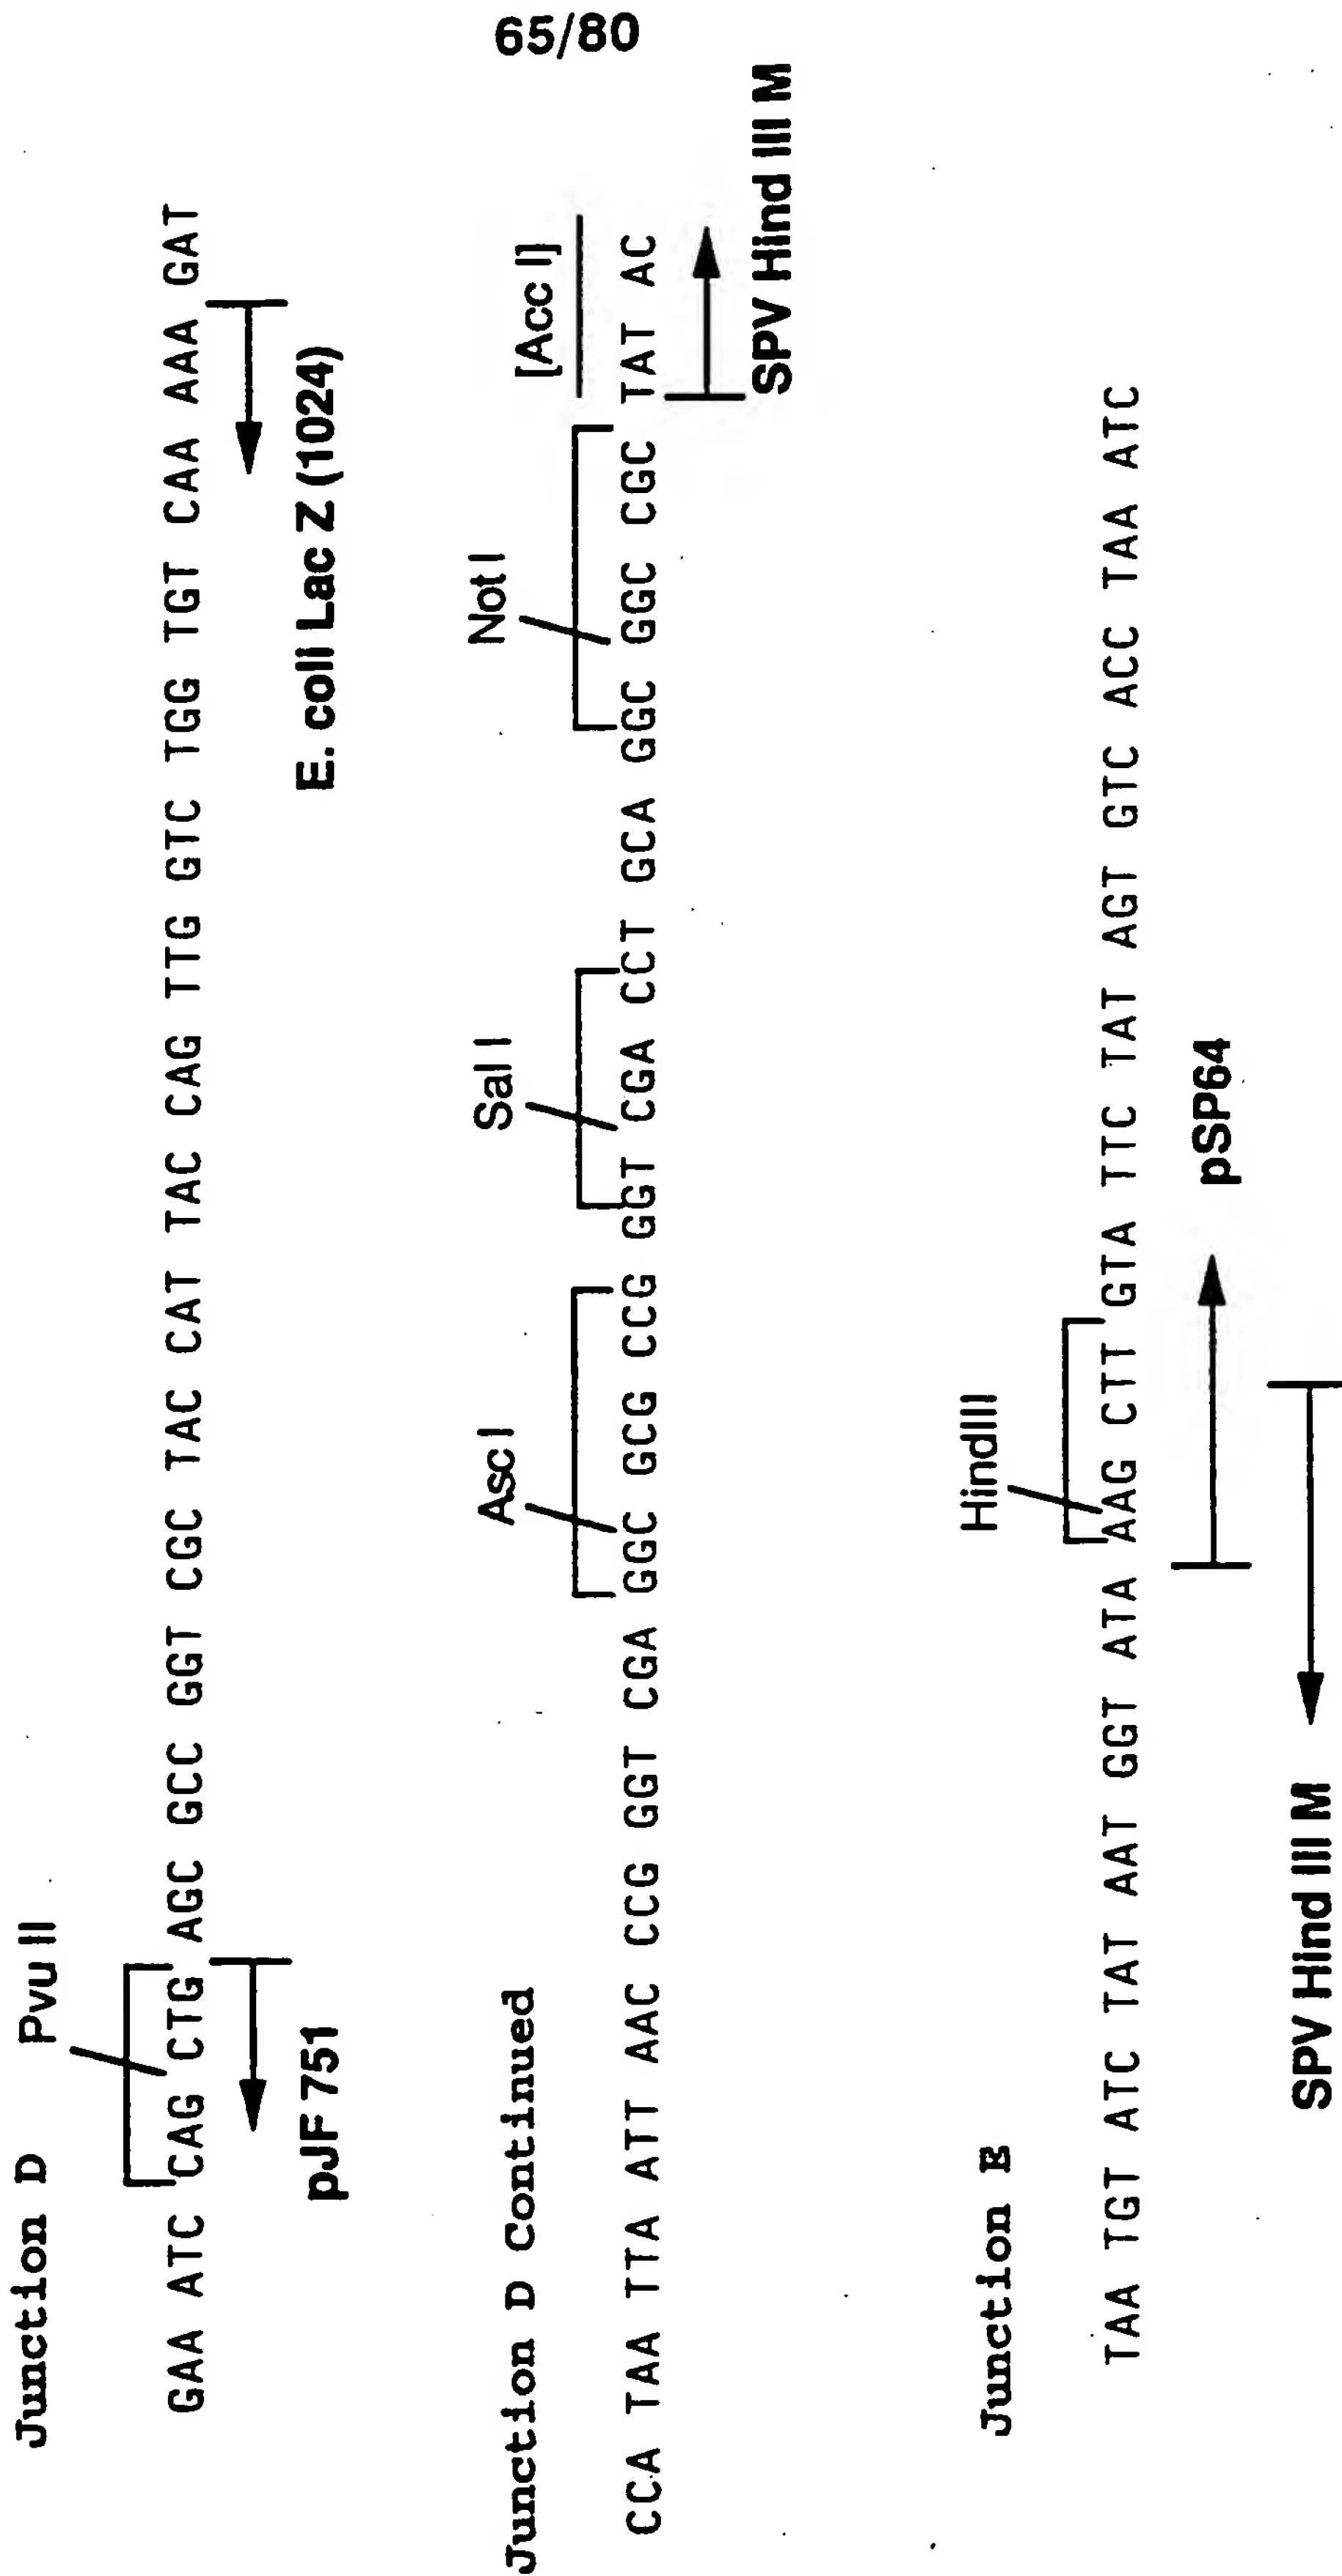 65/80
Junction D
Pvu II
GAA ATC CAG CTG AGC GCC GGT CGC TAC CAT TAC CAG TTG GTC TGG TGT CAA AAA GAT
pJF 751
E. coli Lac Z (1024)
Junction D Continued
Asc I
Sal I
Not I
[Acc I]
CCA TAA TTA ATT AAC CCG GGT CGA GGC GCG CCG GGT CGA CCT GCA GGC GGC CGC TAT AC
SPV Hind III M
Junction E
HindIII
TAA TGT ATC TAT AAT GGT ATA AAG CTT GTA TTC TAT AGT GTC ACC TAA ATC
pSP64
SPV Hind III M